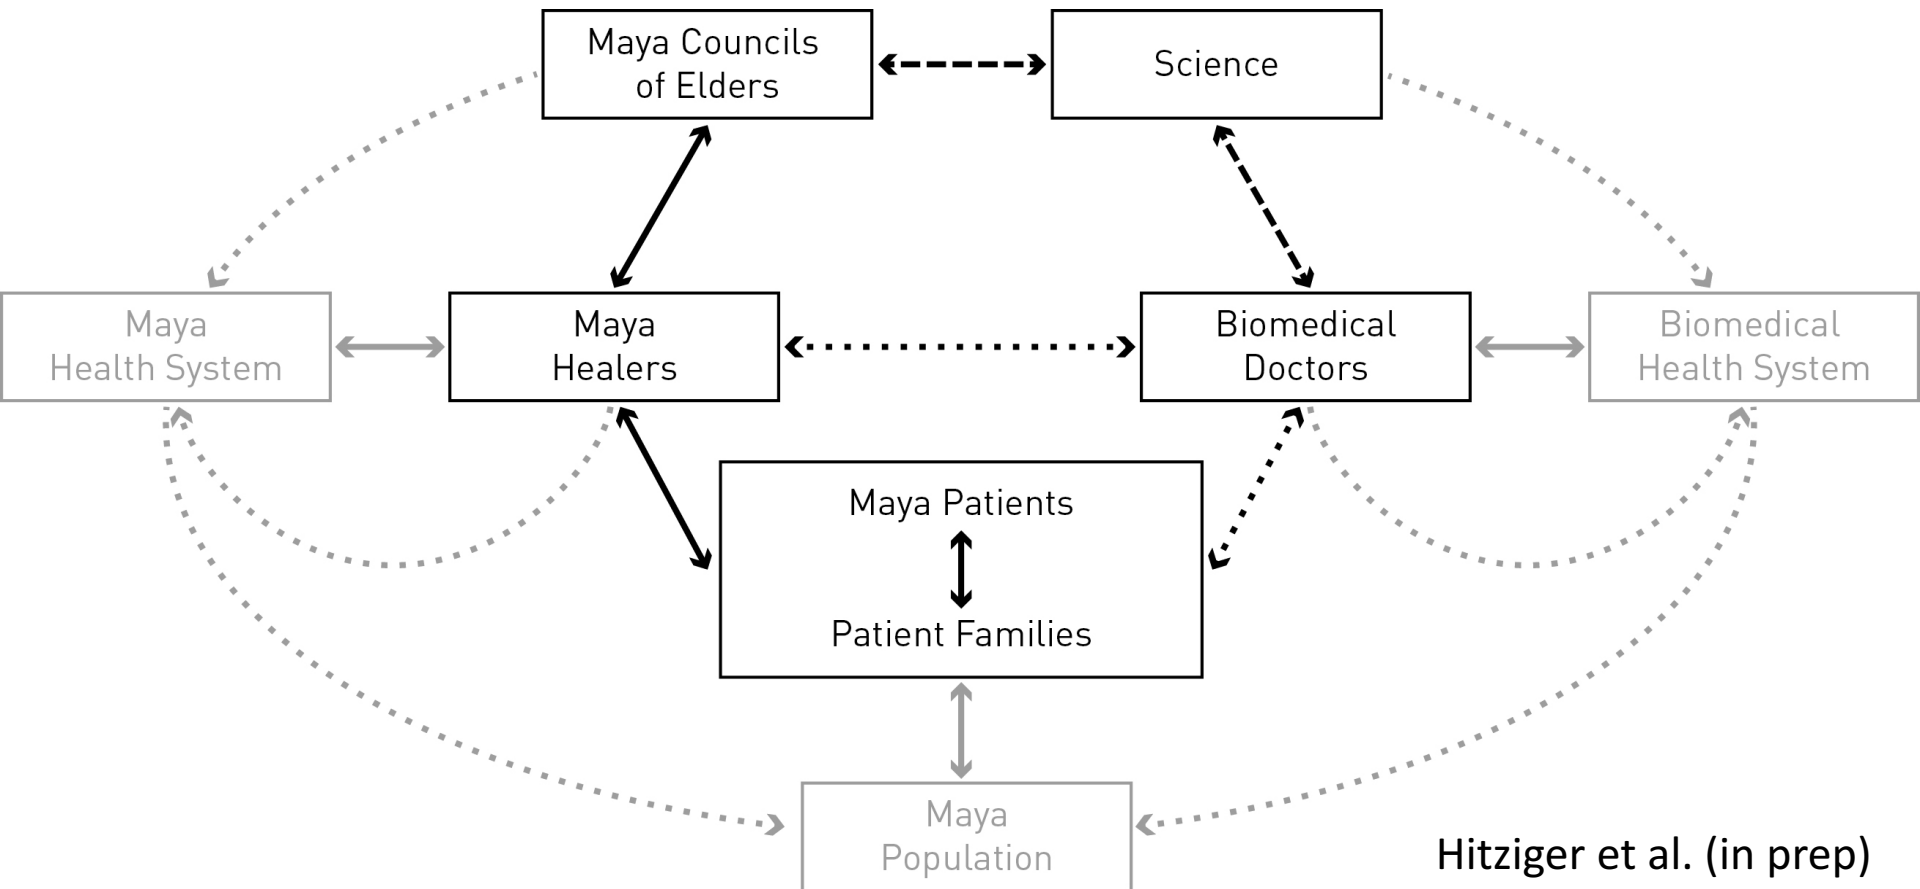 Maya Councils
of Elders
Science
Maya
Health System
Maya
Healers
Biomedical
Doctors
Biomedical
Health System
Maya Patients
Patient Families
Maya
Population
Hitziger et al. (in prep)